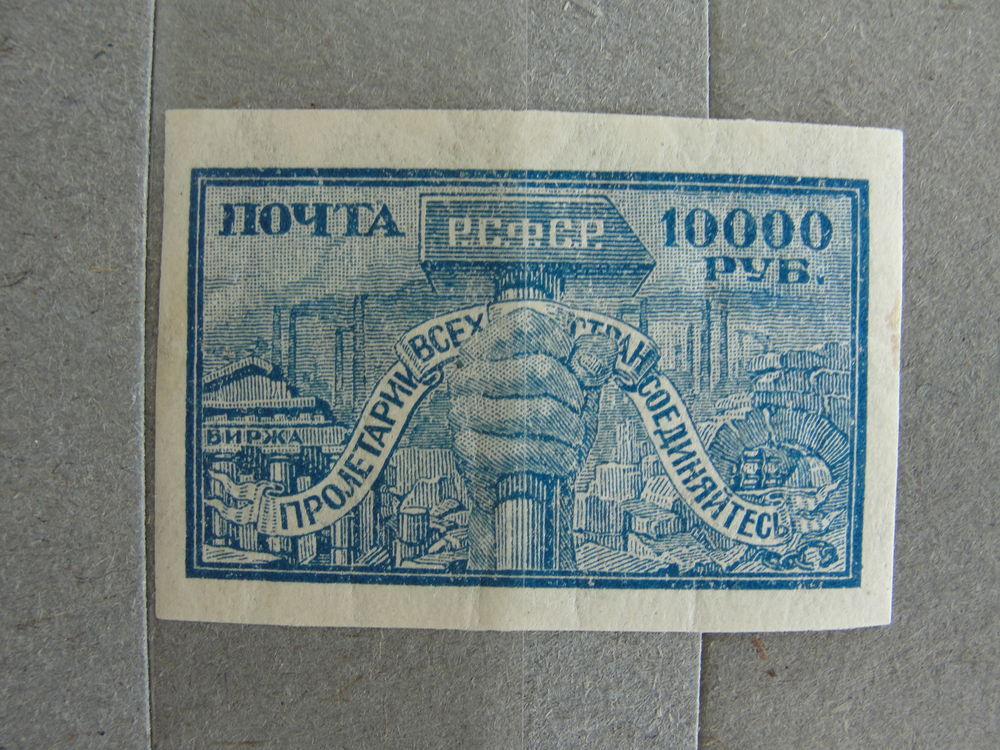 ПОЧТА
Р.С.Ф.С.Р.
10000
РУБ.
ПРОЛЕТАРИИ ВСЕХ СТРАН СОЕДИНЯЙТЕСЬ
БИРЖА